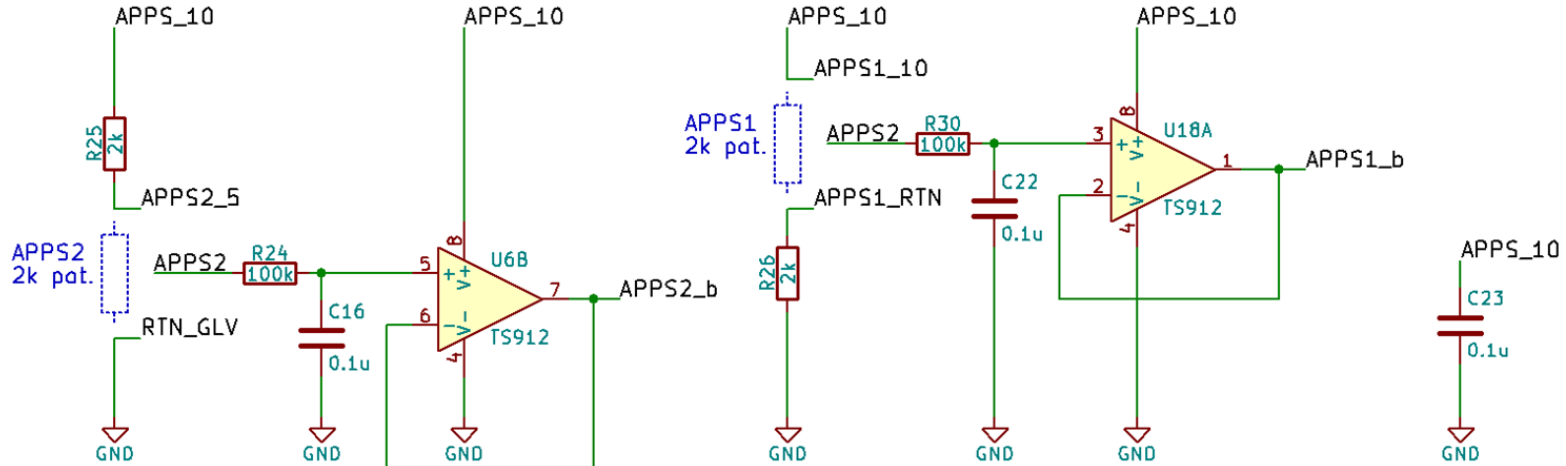 APPS_10
R25
2k
APPS2_5
APPS2
2k pat.
RTN_GLV
GND
APPS2
R24
100k
C16
0.1u
GND
APPS_10
8
5
+
V+
U6B
6
-
V-
TS912
4
7
APPS2_b
GND
APPS_10
APPS1_10
APPS1
2k pat.
APPS1_RTN
R26
2k
GND
APPS2
R30
100k
C22
0.1u
GND
APPS_10
8
3
+
V+
U18A
2
-
V-
TS912
4
1
APPS1_b
GND
APPS_10
C23
0.1u
GND